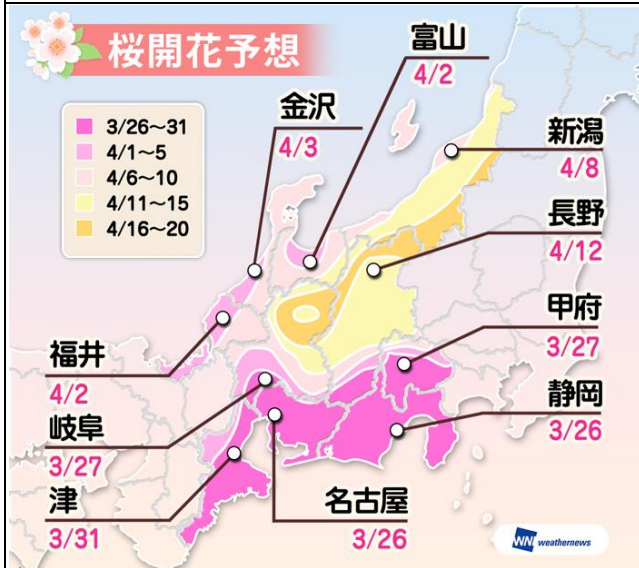 桜開花予想
富山
4/2
金沢
4/3
3/26〜31
4/1〜5
4/6〜10
4/11〜15
4/16〜20
新潟
4/8
長野
4/12
甲府
3/27
福井
4/2
静岡
3/26
岐阜
3/27
津
3/31
名古屋
3/26
WN weathernews